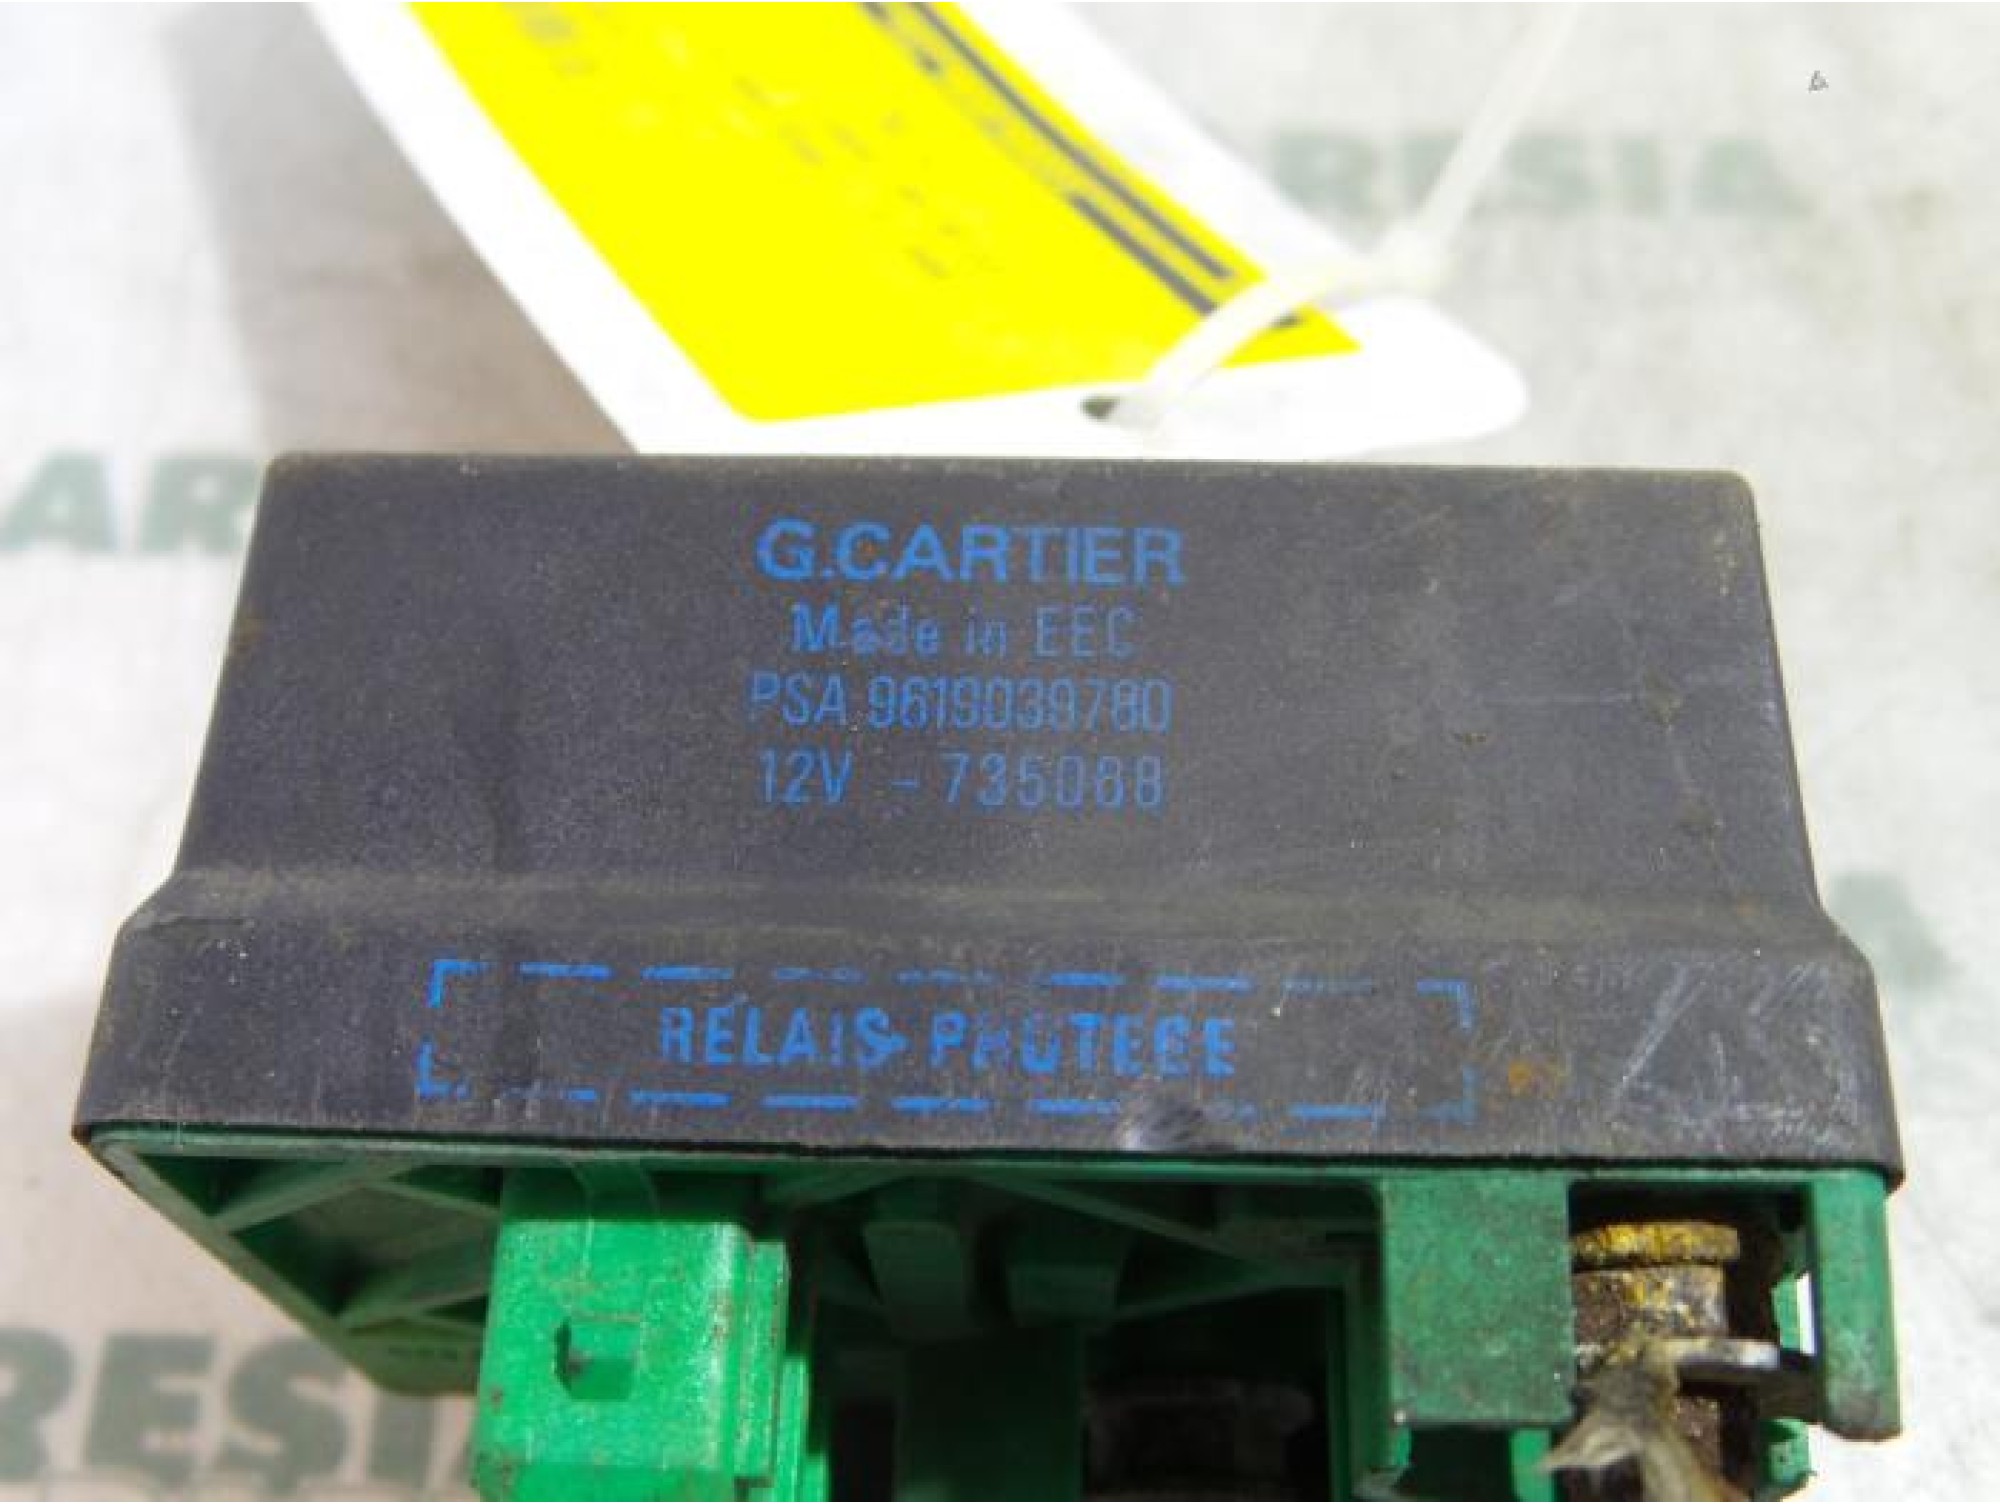 G.CARTIER
Made in EEC
PSA 9619039780
12V - 735088
RELAIS PROTEGE